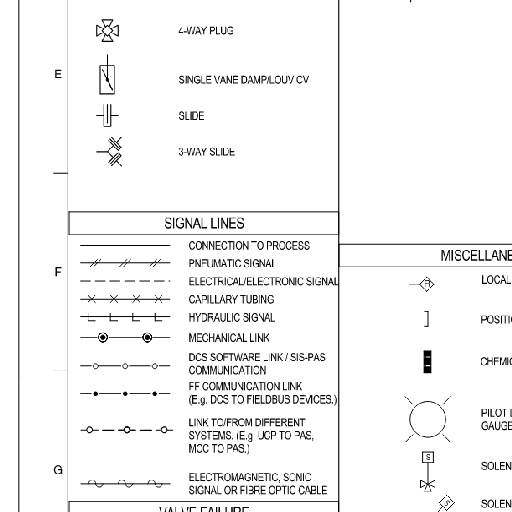 4-WAY PLUG
E
SINGLE VANE DAMP/LOUV CV
SLIDE
3-WAY SLIDE
SIGNAL LINES
CONNECTION TO PROCESS
PNEUMATIC SIGNAL
F
ELECTRICAL/ELECTRONIC SIGNAL
CAPILLARY TUBING
HYDRAULIC SIGNAL
MECHANICAL LINK
DCS SOFTWARE LINK / SIS-PAS
COMMUNICATION
FF COMMUNICATION LINK
(E.g. DCS TO FIELDBUS DEVICES.)
LINK TO/FROM DIFFERENT
SYSTEMS. (E.g. UCP TO PAS,
MCC TO PAS.)
G
ELECTROMAGNETIC, SONIC
SIGNAL OR FIBRE OPTIC CABLE
VALVE FAILURE
MISCELLANE
LOCAL
POSITI
CHEMIC
PILOT L
GAUGE
S
SOLEN
S
SOLEN